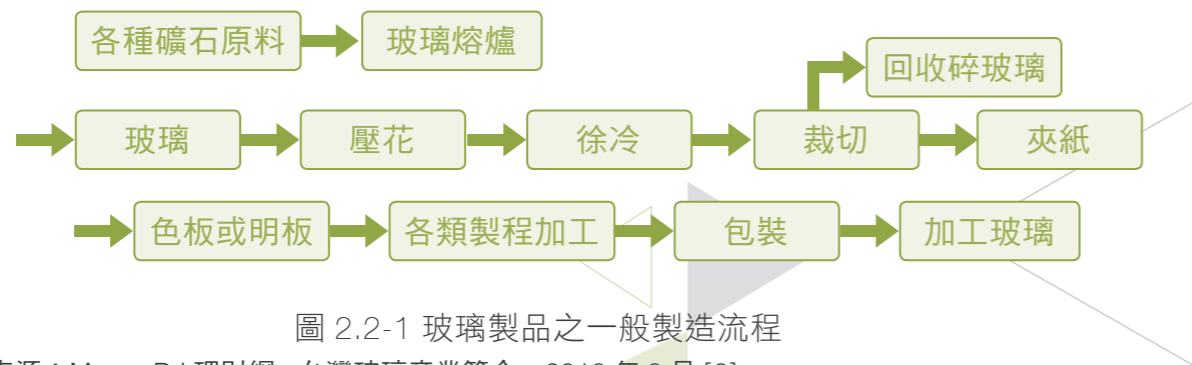 各種礦石原料 玻璃熔爐
回收碎玻璃
玻璃 壓花 徐冷 裁切 夾紙
色板或明板 各類製程加工 包裝 加工玻璃
圖 2.2-1 玻璃製品之一般製造流程